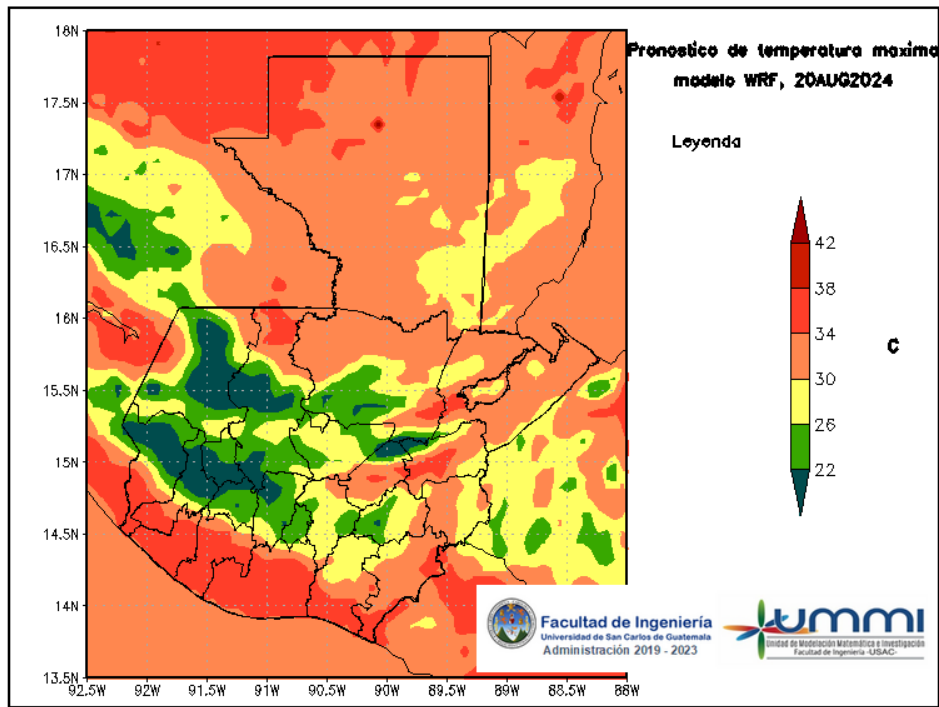 Pronostico de temperatura maxima
modelo WRF, 20AUG2024
Leyenda
42
38
34
30
26
22
C
18N
17.5N
17N
16.5N
16N
15.5N
15N
14.5N
14N
13.5N
92.5W
92W
91.5W
91W
90.5W
90W
89.5W
89W
88.5W
88W
Facultad de Ingeniería
Universidad de San Carlos de Guatemala
Administración 2019 - 2023
ummi
Unidad de Modelación Matemática e Investigación
Facultad de Ingeniería -USAC-